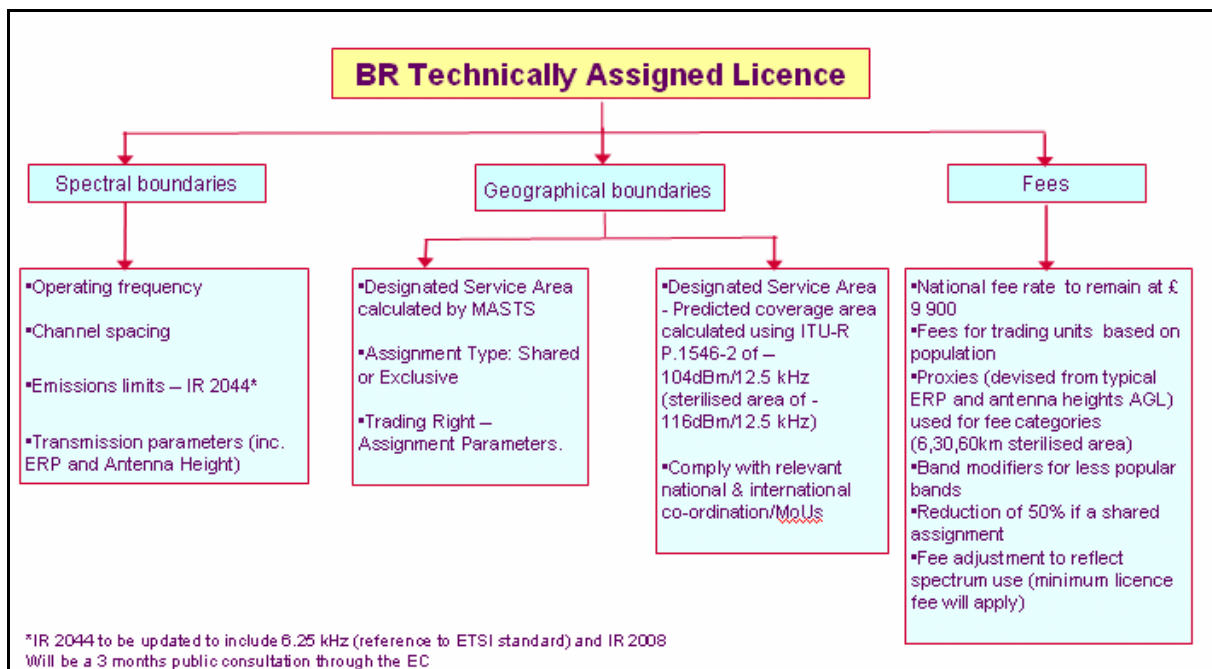 BR Technically Assigned Licence
Spectral boundaries
Geographical boundaries
Fees
▪Operating frequency
▪Channel spacing
▪Emissions limits – IR 2044*
▪Transmission parameters (inc.
ERP and Antenna Height)
▪Designated Service Area
calculated by MASTS
▪Assignment Type: Shared
or Exclusive
▪Trading Right –
Assignment Parameters.
▪Designated Service Area
- Predicted coverage area
calculated using ITU-R
P.1546-2 of –
104dBm/12.5 kHz
(sterilised area of -
116dBm/12.5 kHz)
▪Comply with relevant
national & international
co-ordination/MoUs
▪National fee rate to remain at £
9 900
▪Fees for trading units based on
population
▪Proxies (devised from typical
ERP and antenna heights AGL)
used for fee categories
(6,30,60km sterilised area)
▪Band modifiers for less popular
bands
▪Reduction of 50% if a shared
assignment
▪Fee adjustment to reflect
spectrum use (minimum licence
fee will apply)
*IR 2044 to be updated to include 6.25 kHz (reference to ETSI standard) and IR 2008
Will be a 3 months public consultation through the EC